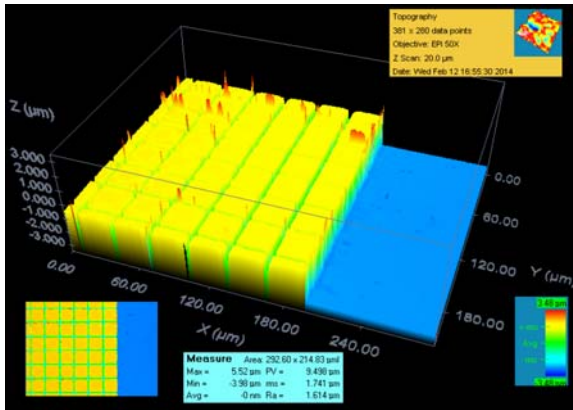 Topography
381 x 280 data points
Objective: EPI 50X
Z Scan: 20.0 µm
Date: Wed Feb 12 16:55:30 2014
Z (µm)
3.000
2.000
1.000
0.000
-1.000
-2.000
-3.000
0.00
60.00
120.00
180.00
240.00
X (µm)
0.00
60.00
120.00
180.00
Y (µm)
3.48 µm
+ rms
Avg
- rms
-3.48 µm
Measure Area: 292.60 x 214.83 µm²
Max = 5.52 µm PV = 9.498 µm
Min = -3.98 µm rms = 1.741 µm
Avg = -0 nm Ra = 1.614 µm